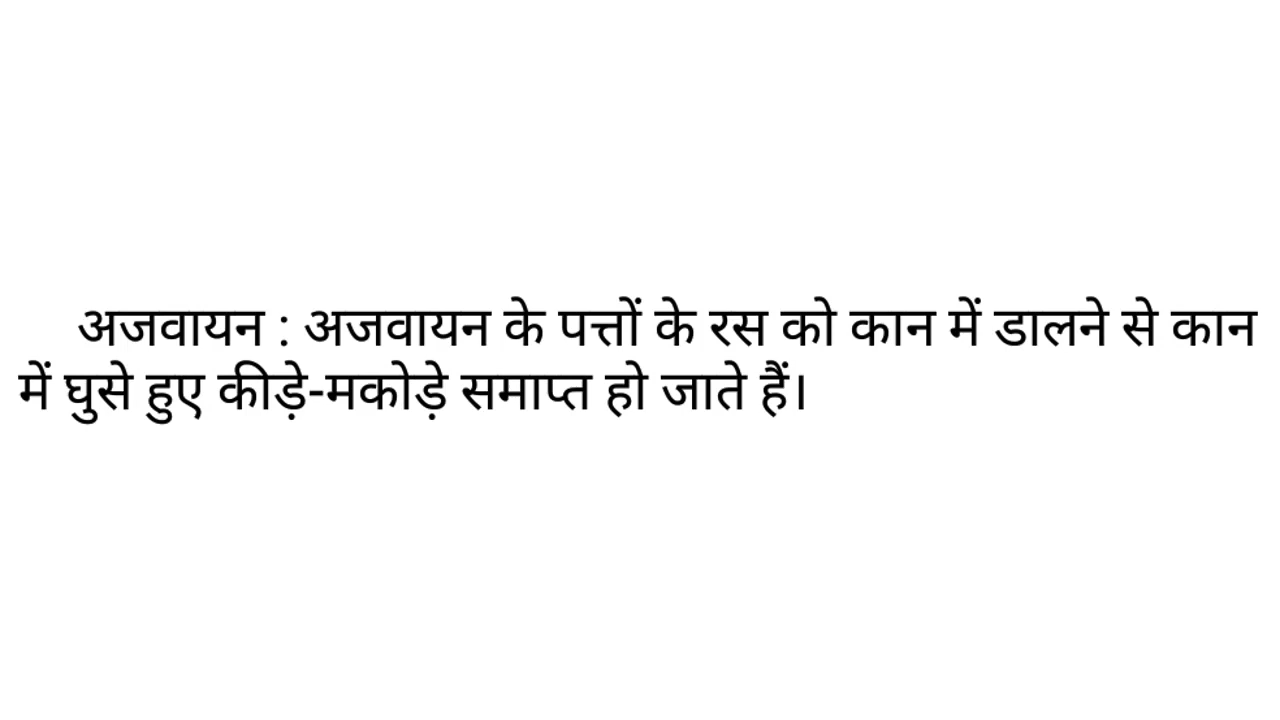 अजवायन : अजवायन के पत्तों के रस को कान में डालने से कान
में घुसे हुए कीड़े-मकोड़े समाप्त हो जाते हैं।